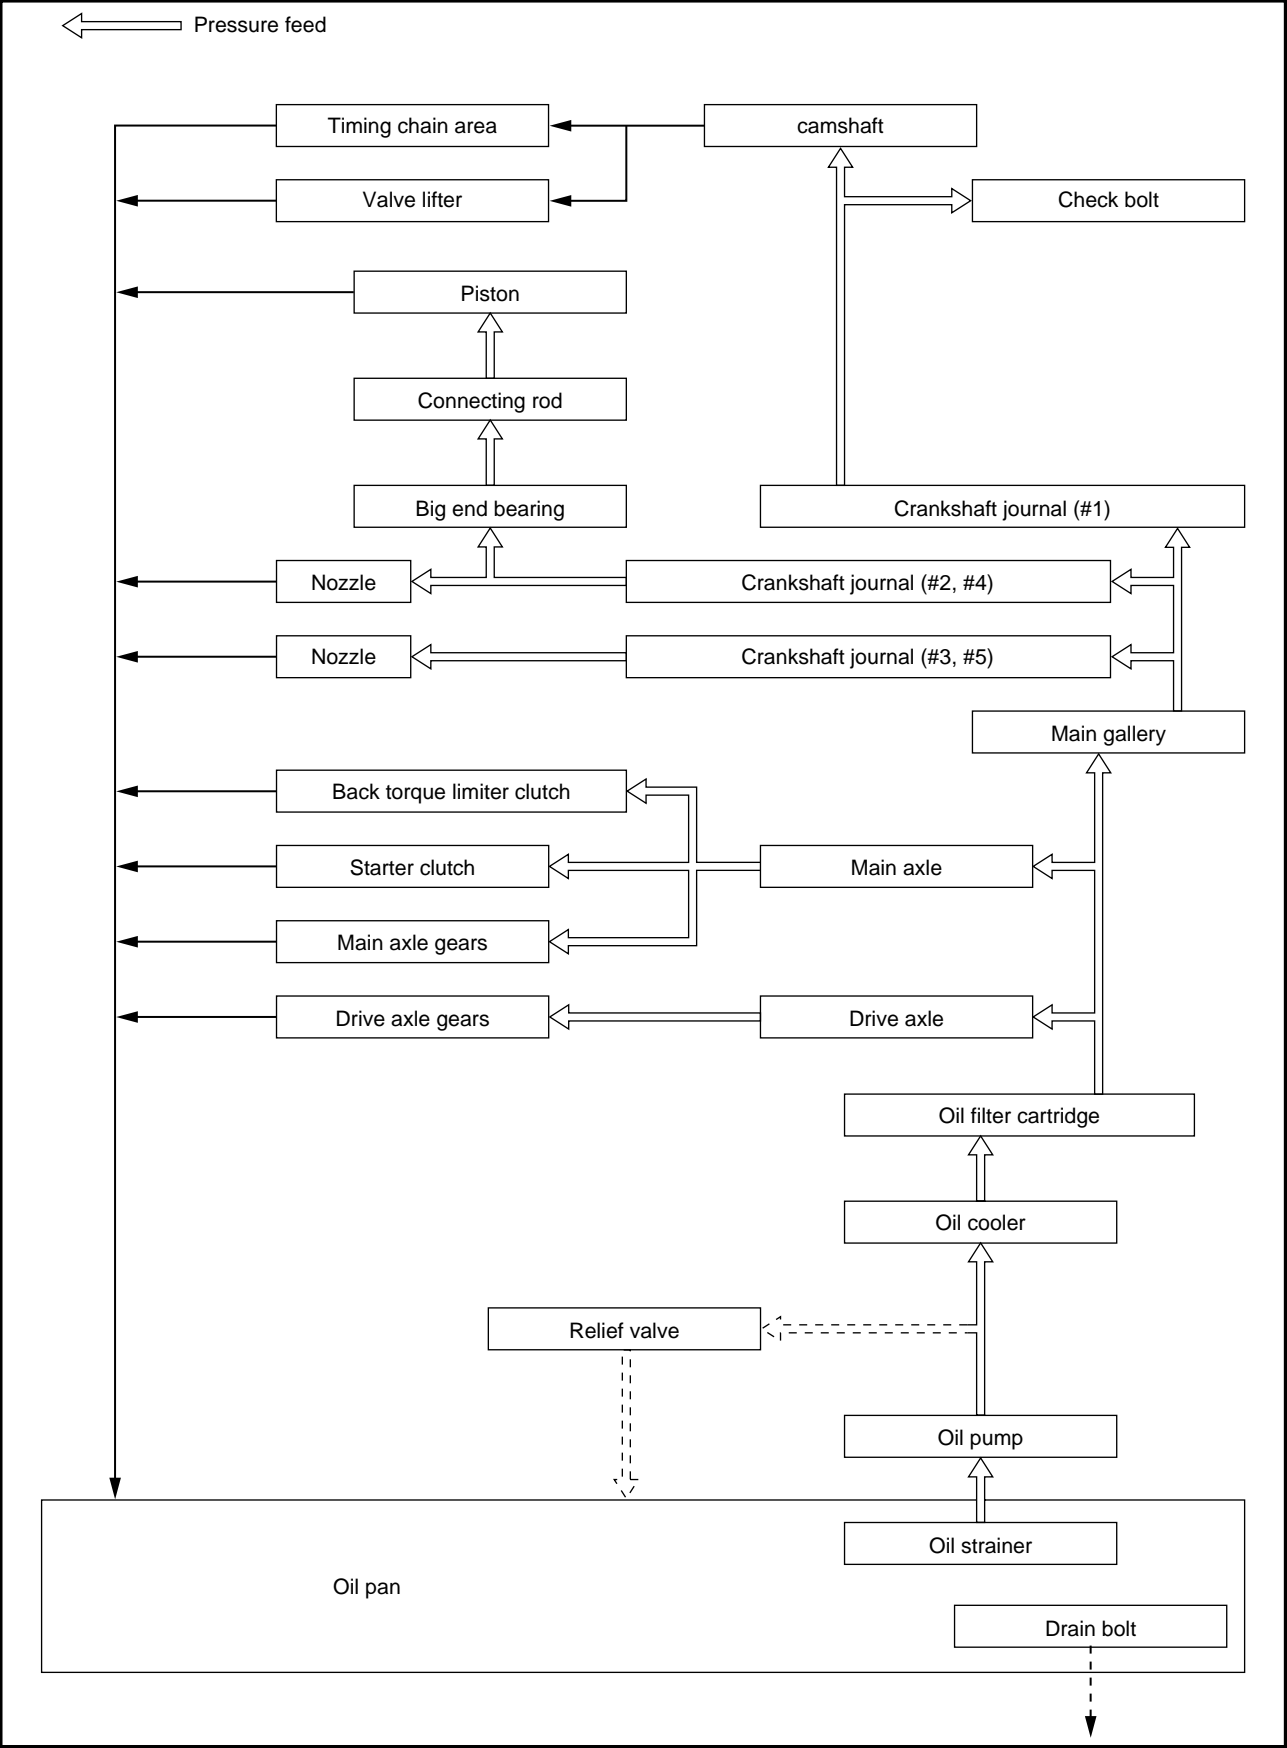 Pressure feed
Timing chain area
camshaft
Valve lifter
Check bolt
Piston
Connecting rod
Big end bearing
Crankshaft journal (#1)
Nozzle
Crankshaft journal (#2, #4)
Nozzle
Crankshaft journal (#3, #5)
Main gallery
Back torque limiter clutch
Starter clutch
Main axle
Main axle gears
Drive axle gears
Drive axle
Oil filter cartridge
Oil cooler
Relief valve
Oil pump
Oil strainer
Oil pan
Drain bolt